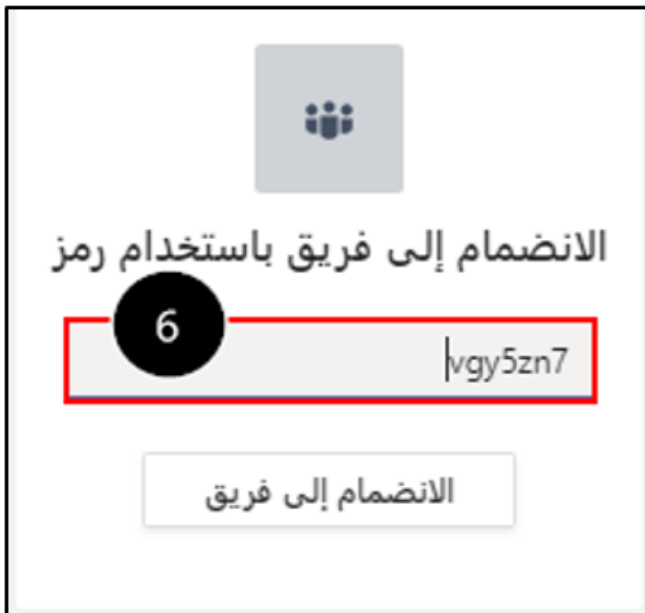 الانضمام إلى فريق باستخدام رمز
6
vgy5zn7
الانضمام إلى فريق